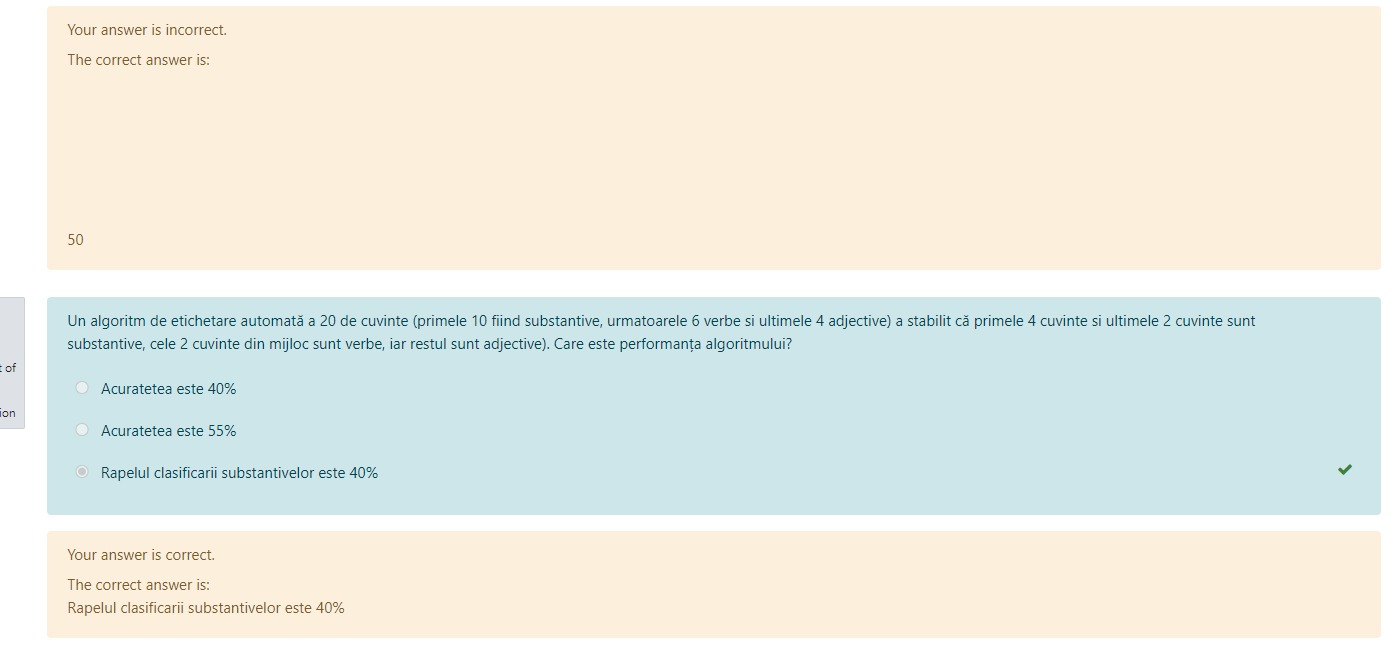 Your answer is incorrect.
The correct answer is:
50
Un algoritm de etichetare automată a 20 de cuvinte (primele 10 fiind substantive, urmatoarele 6 verbe si ultimele 4 adjective) a stabilit că primele 4 cuvinte si ultimele 2 cuvinte sunt
substantive, cele 2 cuvinte din mijloc sunt verbe, iar restul sunt adjective). Care este performanța algoritmului?
t of
ion
Acuratetea este 40%
Acuratetea este 55%
Rapelul clasificarii substantivelor este 40%
Your answer is correct.
The correct answer is:
Rapelul clasificarii substantivelor este 40%